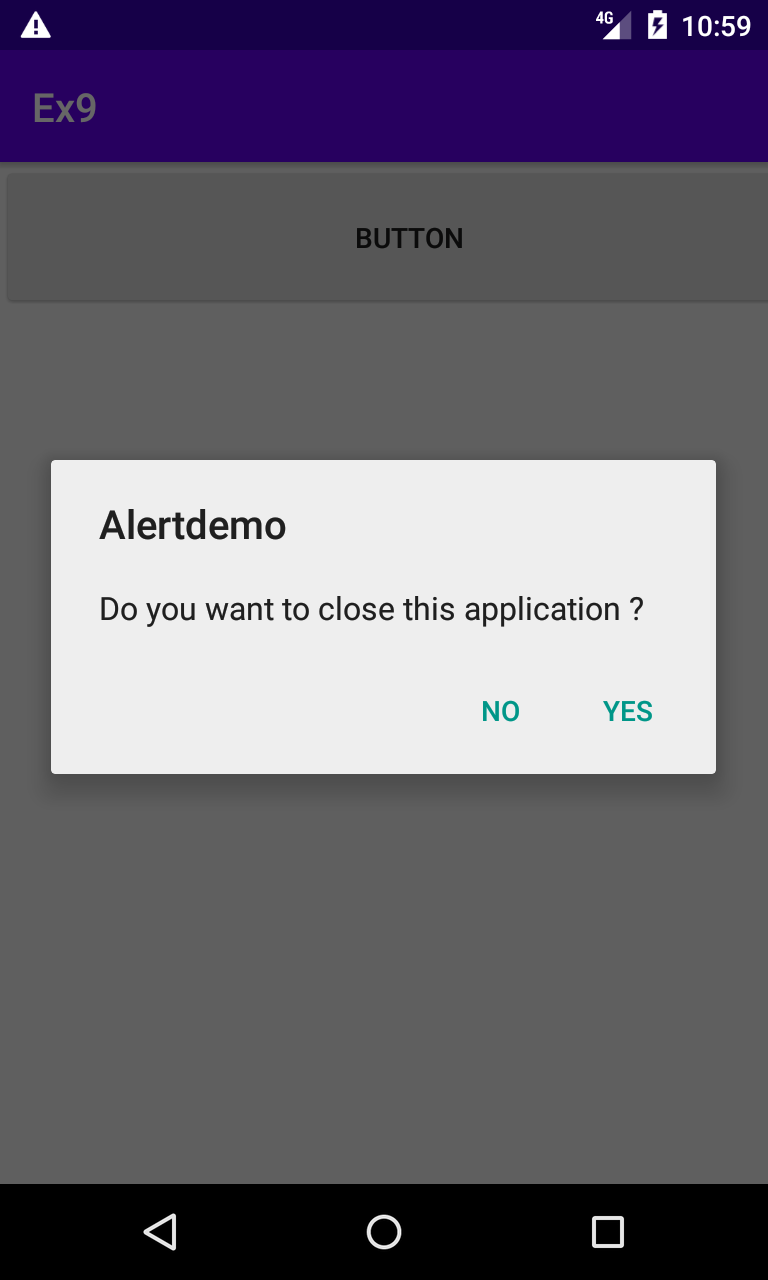 4G 10:59
Ex9
BUTTON
Alertdemo
Do you want to close this application ?
NO YES